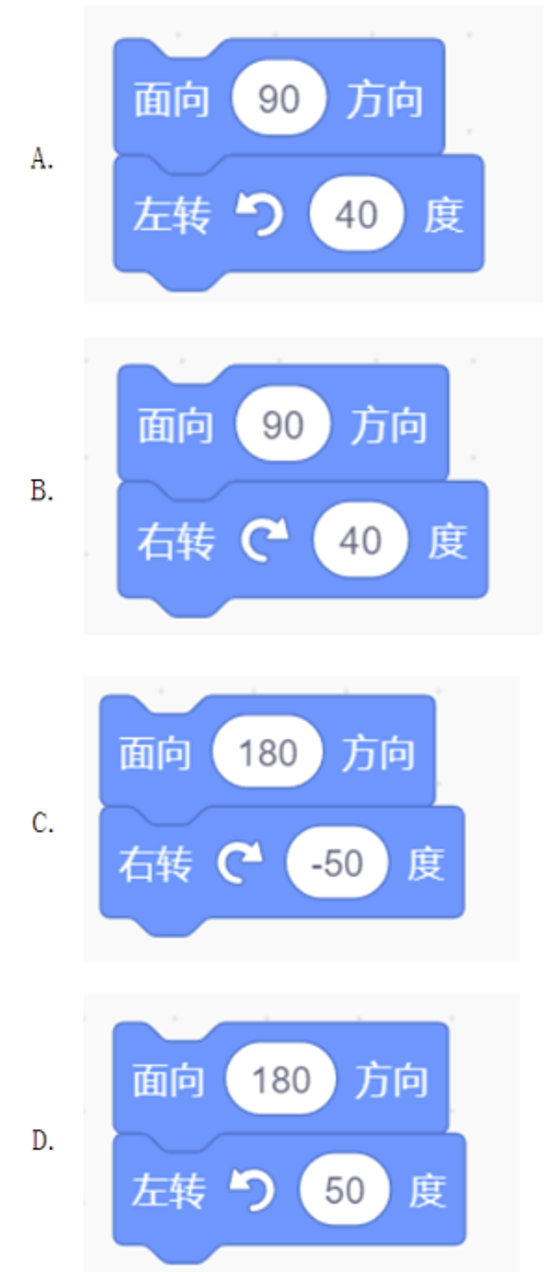 A.
面向 90 方向
左转 40 度
B.
面向 90 方向
右转 40 度
C.
面向 180 方向
右转 -50 度
D.
面向 180 方向
左转 50 度